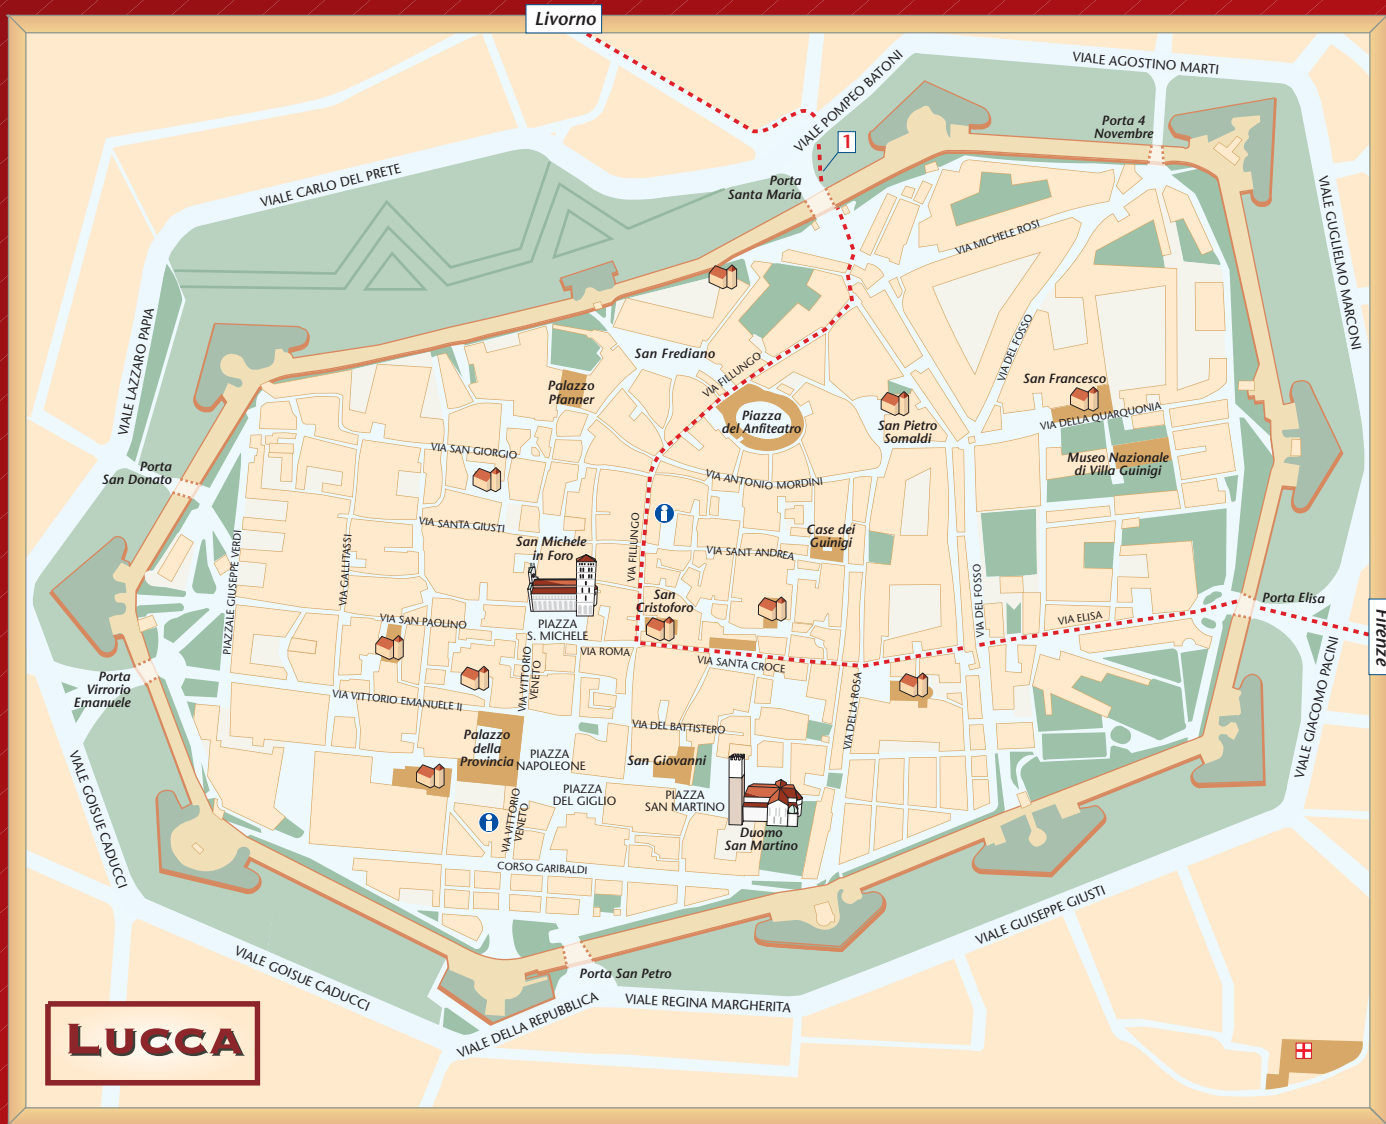 Livorno
VIALE POMPEO BATONI
VIALE AGOSTINO MARTI
Porta 4
Novembre
1
VIALE CARLO DEL PRETE
Porta
Santa Maria
VIA MICHELE ROSI
VIALE GUGLIELMO MARCONI
VIALE LAZZARO PAPIA
San Frediano
VIA DEL FOSSO
VIA FILLUNGO
Palazzo
Pfanner
San Francesco
Piazza
del Anfiteatro
San Pietro
Somaldi
VIA DELLA QUARQUONIA
VIA SAN GIORGIO
Museo Nazionale
di Villa Guinigi
Porta
San Donato
VIA ANTONIO MORDINI
VIA SANTA GIUSTI
VIA FILLUNGO
Case dei
Guinigi
San Michele
in Foro
VIA SANT ANDREA
VIA GALLITASSI
PIAZZALE GIUSEPPE VERDI
San
Cristoforo
VIA DEL FOSSO
Porta Elisa
Firenze
VIA SAN PAOLINO
PIAZZA
S. MICHELE
VIA ELISA
VIA ROMA
VIA SANTA CROCE
Porta
Virrorio
Emanuele
VIA VITTORIO
VENETO
VIA VITTORIO EMANUELE II
VIA DELLA ROSA
VIALE GIACOMO PACINI
VIA DEL BATTISTERO
Palazzo
della
Provincia
PIAZZA
NAPOLEONE
San Giovanni
PIAZZA
DEL GIGLIO
PIAZZA
SAN MARTINO
VIALE GOISUE CADUCCI
VIA VITTORIO
VENETO
Duomo
San Martino
CORSO GARIBALDI
VIALE GUISEPPE GIUSTI
VIALE GOISUE CADUCCI
Porta San Petro
VIALE DELLA REPUBBLICA
VIALE REGINA MARGHERITA
LUCCA